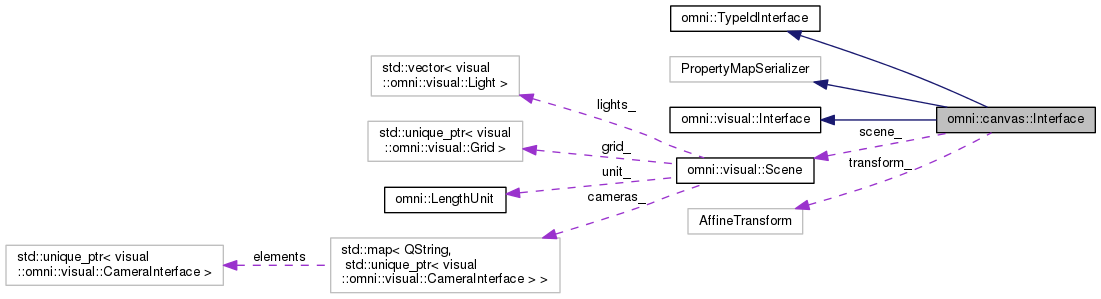 omni::TypeIdInterface
std::vector< visual
::omni::visual::Light >
PropertyMapSerializer
lights_
omni::visual::Interface
omni::canvas::Interface
std::unique_ptr< visual
::omni::visual::Grid >
scene_
grid_
transform_
unit_
omni::visual::Scene
omni::LengthUnit
cameras_
AffineTransform
std::unique_ptr< visual
::omni::visual::CameraInterface >
elements
std::map< QString,
std::unique_ptr< visual
::omni::visual::CameraInterface > >